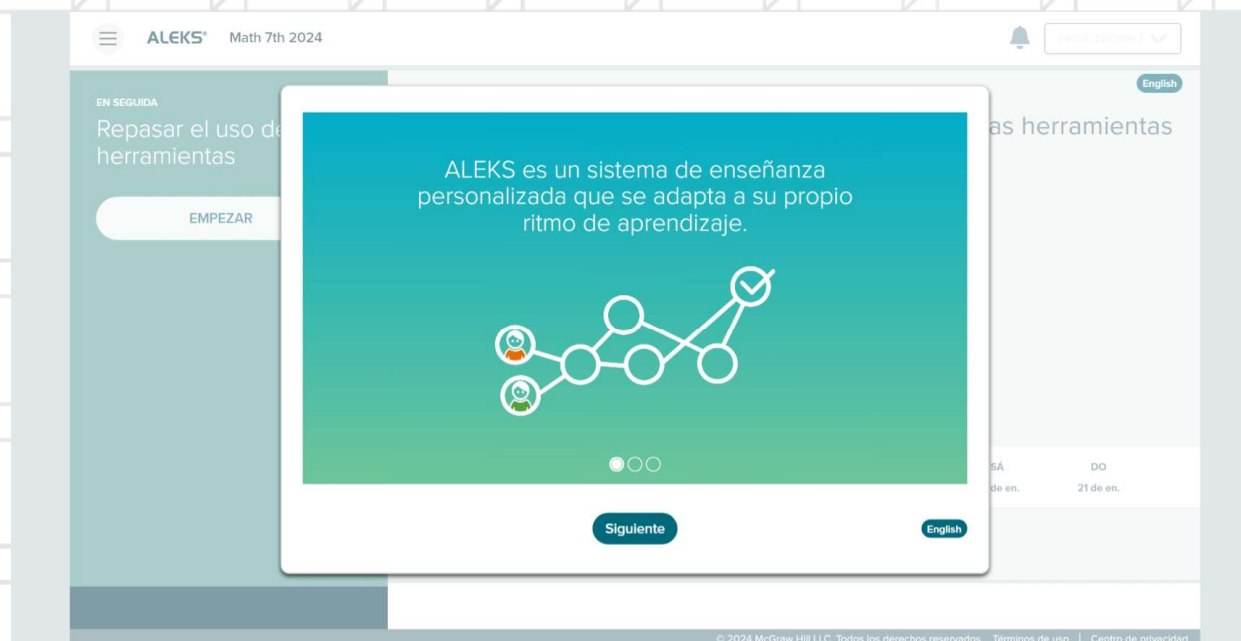 ALEKS® Math 7th 2024
English
EN SEGUIDA
Repasar el uso de
herramientas
EMPEZAR
as herramientas
ALEKS es un sistema de enseñanza
personalizada que se adapta a su propio
ritmo de aprendizaje.
SÁ DO
de en. 21 de en.
Siguiente
English
© 2024 McGraw Hill LLC. Todos los derechos reservados. Términos de uso | Centro de privacidad